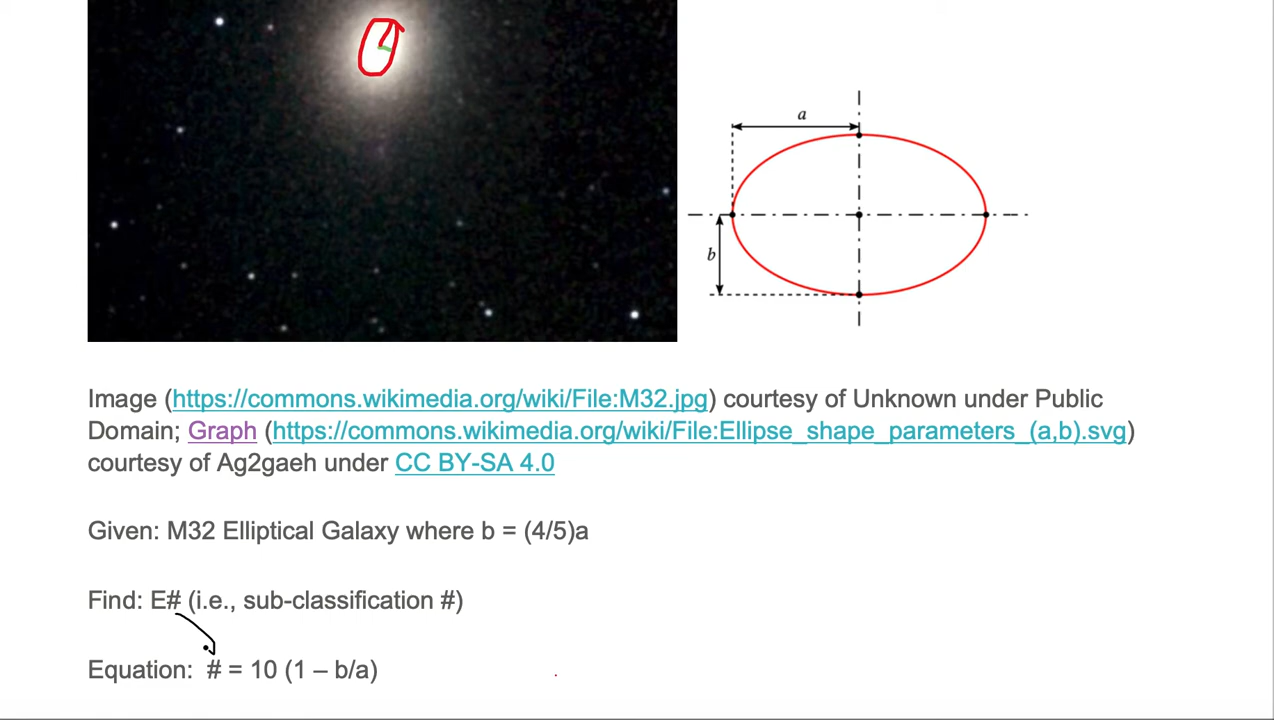 a
b
Image (https://commons.wikimedia.org/wiki/File:M32.jpg) courtesy of Unknown under Public
Domain; Graph (https://commons.wikimedia.org/wiki/File:Ellipse_shape_parameters_(a,b).svg)
courtesy of Ag2gaeh under CC BY-SA 4.0
Given: M32 Elliptical Galaxy where b = (4/5)a
Find: E# (i.e., sub-classification #)
Equation: # = 10 (1 – b/a)